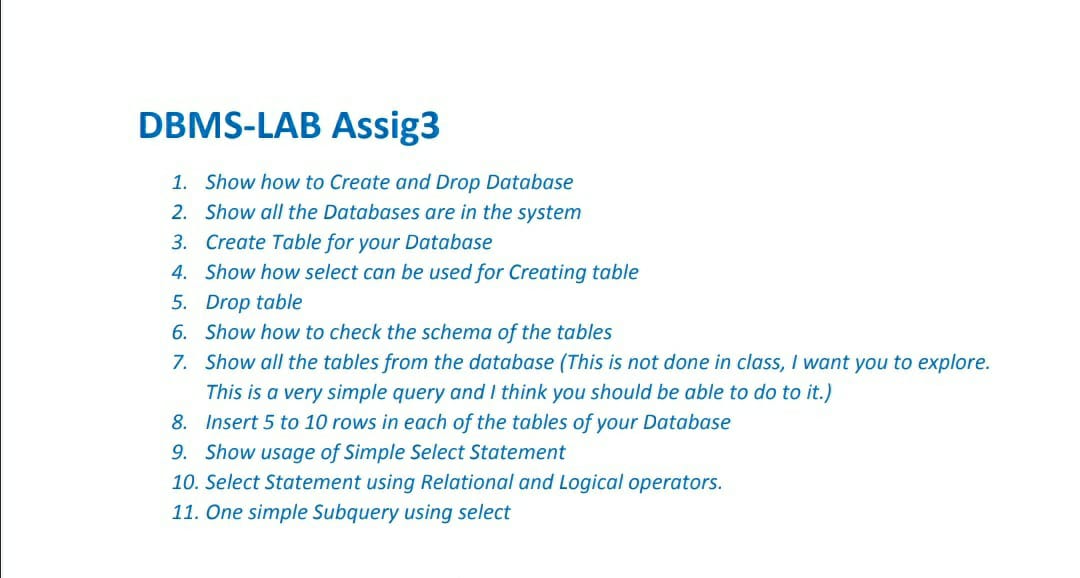 DBMS-LAB Assig3
1. Show how to Create and Drop Database
2. Show all the Databases are in the system
3. Create Table for your Database
4. Show how select can be used for Creating table
5. Drop table
6. Show how to check the schema of the tables
7. Show all the tables from the database (This is not done in class, I want you to explore.
This is a very simple query and I think you should be able to do to it.)
8. Insert 5 to 10 rows in each of the tables of your Database
9. Show usage of Simple Select Statement
10. Select Statement using Relational and Logical operators.
11. One simple Subquery using select